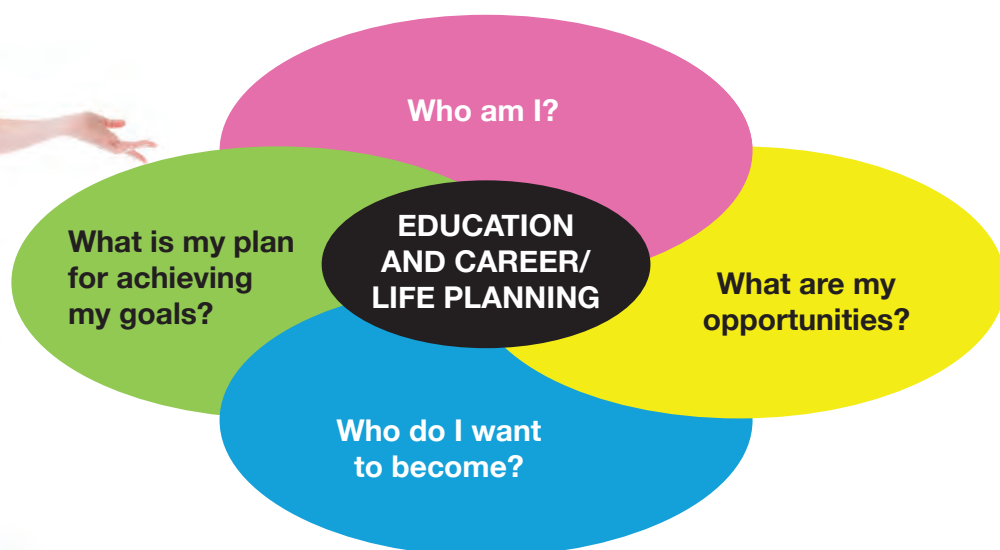 Who am I?
EDUCATION
AND CAREER/
LIFE PLANNING
What is my plan
for achieving
my goals?
What are my
opportunities?
Who do I want
to become?